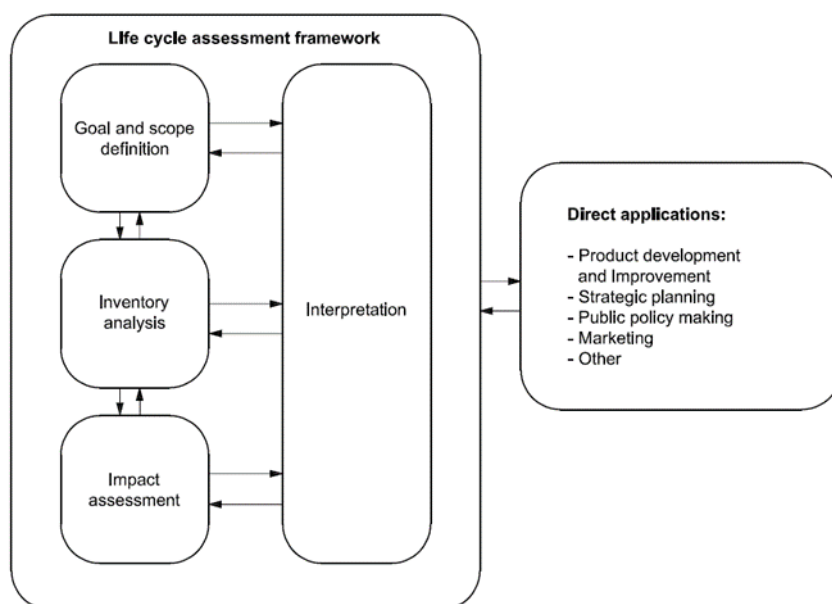 Life cycle assessment framework
Goal and scope
definition
Inventory
analysis
Impact
assessment
Interpretation
Direct applications:
- Product development
and Improvement
- Strategic planning
- Public policy making
- Marketing
- Other